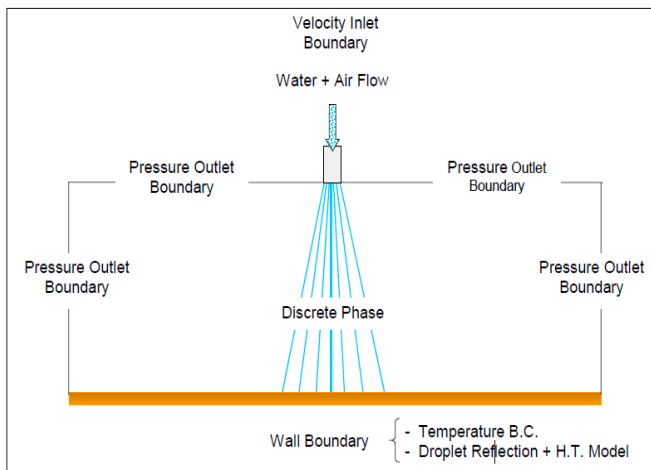 Velocity Inlet
Boundary
Water + Air Flow
Pressure Outlet
Boundary
Pressure Outlet
Boundary
Pressure Outlet
Boundary
Pressure Outlet
Boundary
Discrete Phase
Wall Boundary
- Temperature B.C.
- Droplet Reflection + H.T. Model